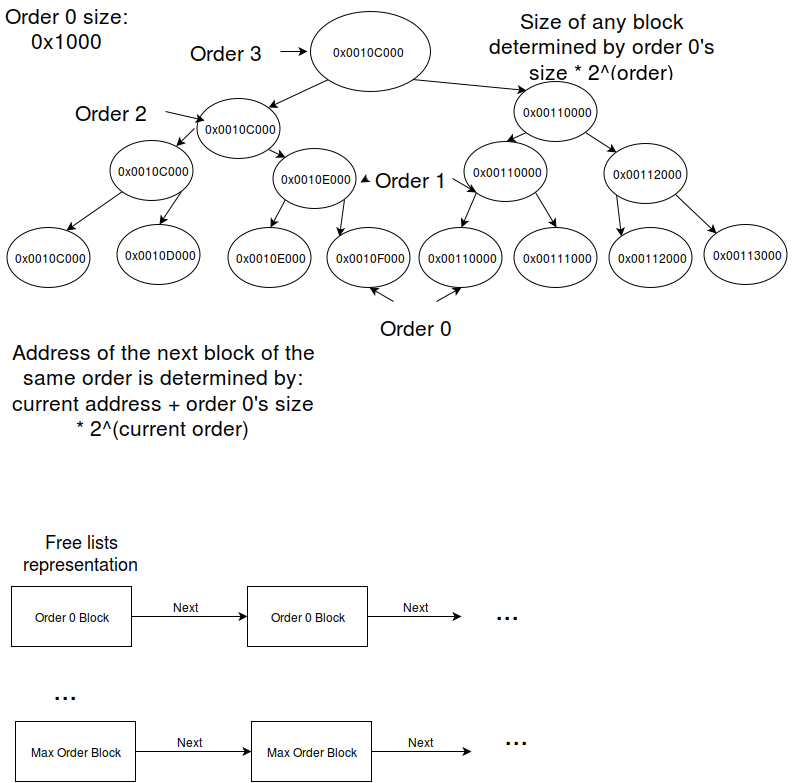 Order 0 size:
0x1000
Order 3
0x0010C000
Size of any block
determined by order 0's
size * 2^(order)
Order 2
0x0010C000
0x00110000
0x0010C000
0x0010E000
Order 1
0x00110000
0x00112000
0x0010C000
0x0010D000
0x0010E000
0x0010F000
0x00110000
0x00111000
0x00112000
0x00113000
Order 0
Address of the next block of the
same order is determined by:
current address + order 0's size
* 2^(current order)
Free lists
representation
Order 0 Block
Next
Order 0 Block
Next
...
...
Max Order Block
Next
Max Order Block
Next
...